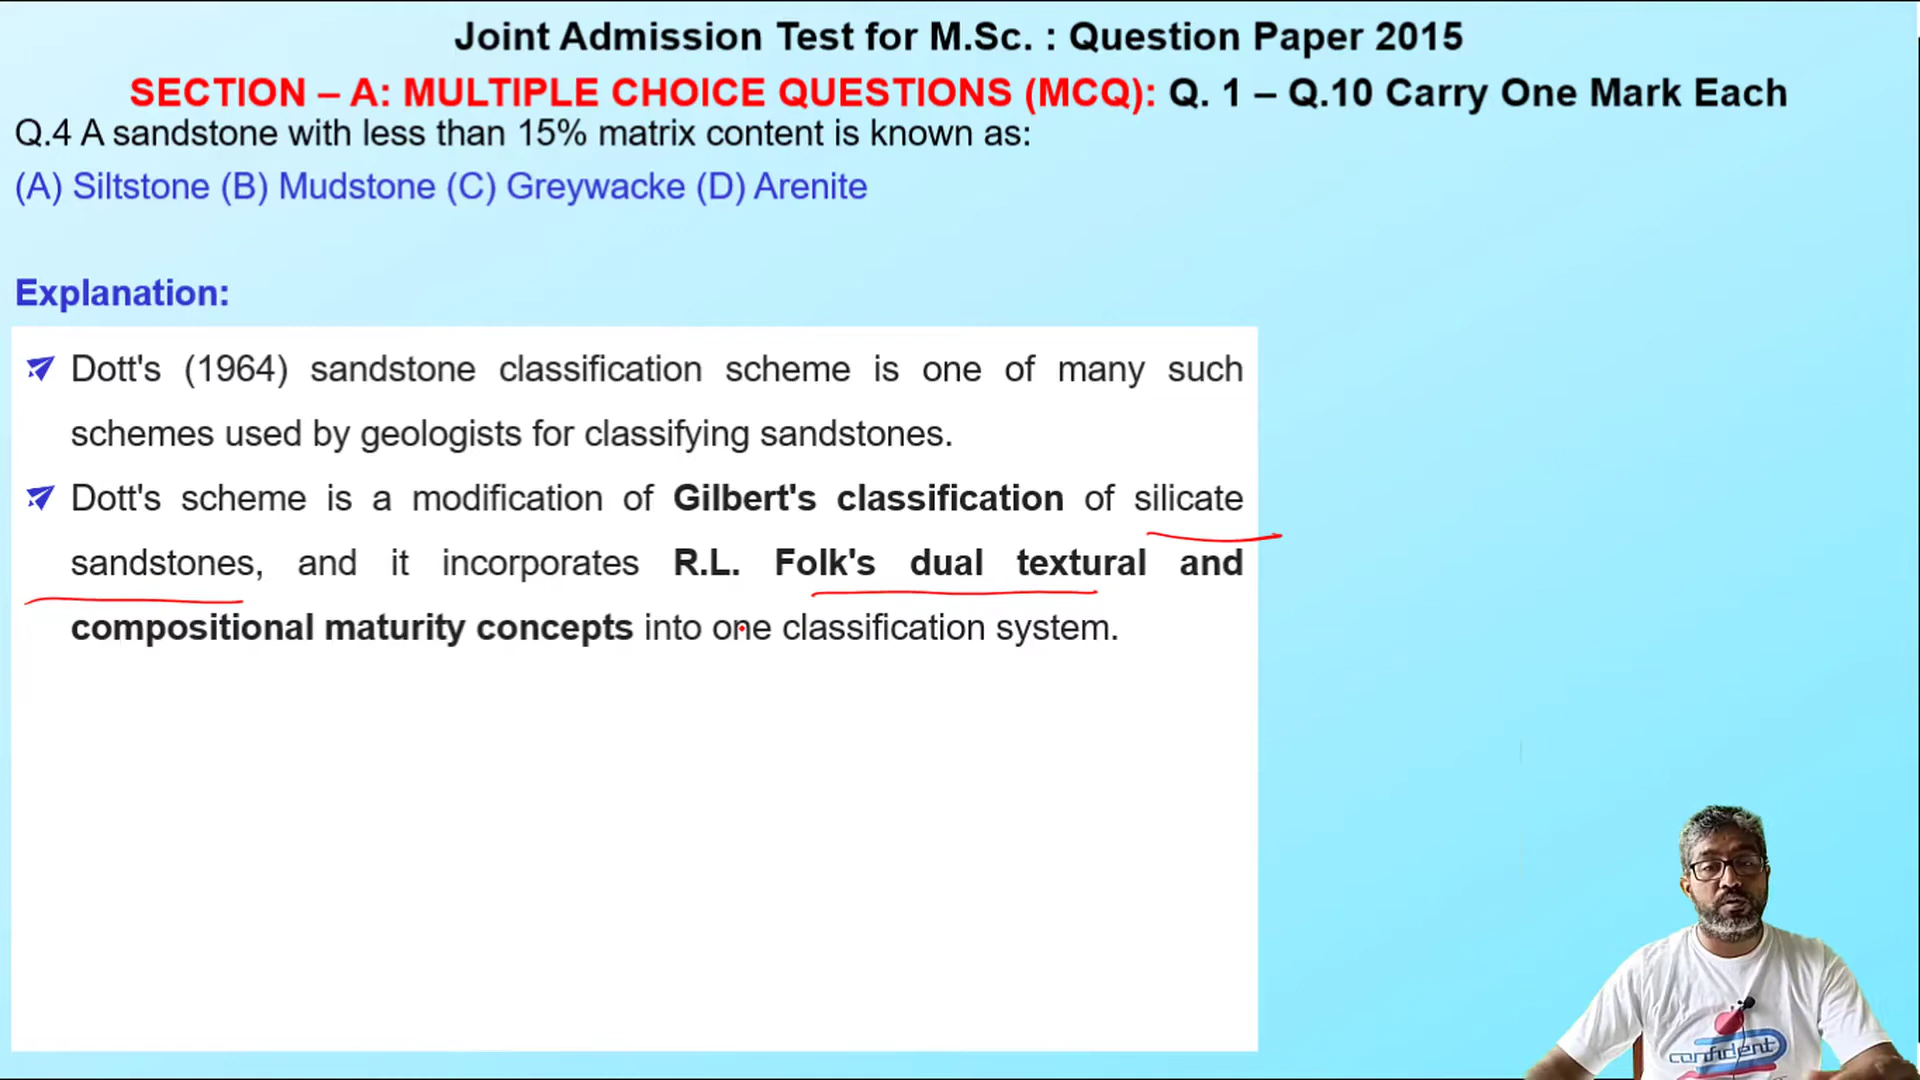 Joint Admission Test for M.Sc. : Question Paper 2015
SECTION – A: MULTIPLE CHOICE QUESTIONS (MCQ): Q. 1 – Q.10 Carry One Mark Each
Q.4 A sandstone with less than 15% matrix content is known as:
(A) Siltstone (B) Mudstone (C) Greywacke (D) Arenite
Explanation:
Dott's (1964) sandstone classification scheme is one of many such
schemes used by geologists for classifying sandstones.
Dott's scheme is a modification of Gilbert's classification of silicate
sandstones, and it incorporates R.L. Folk's dual textural and
compositional maturity concepts into one classification system.
confident